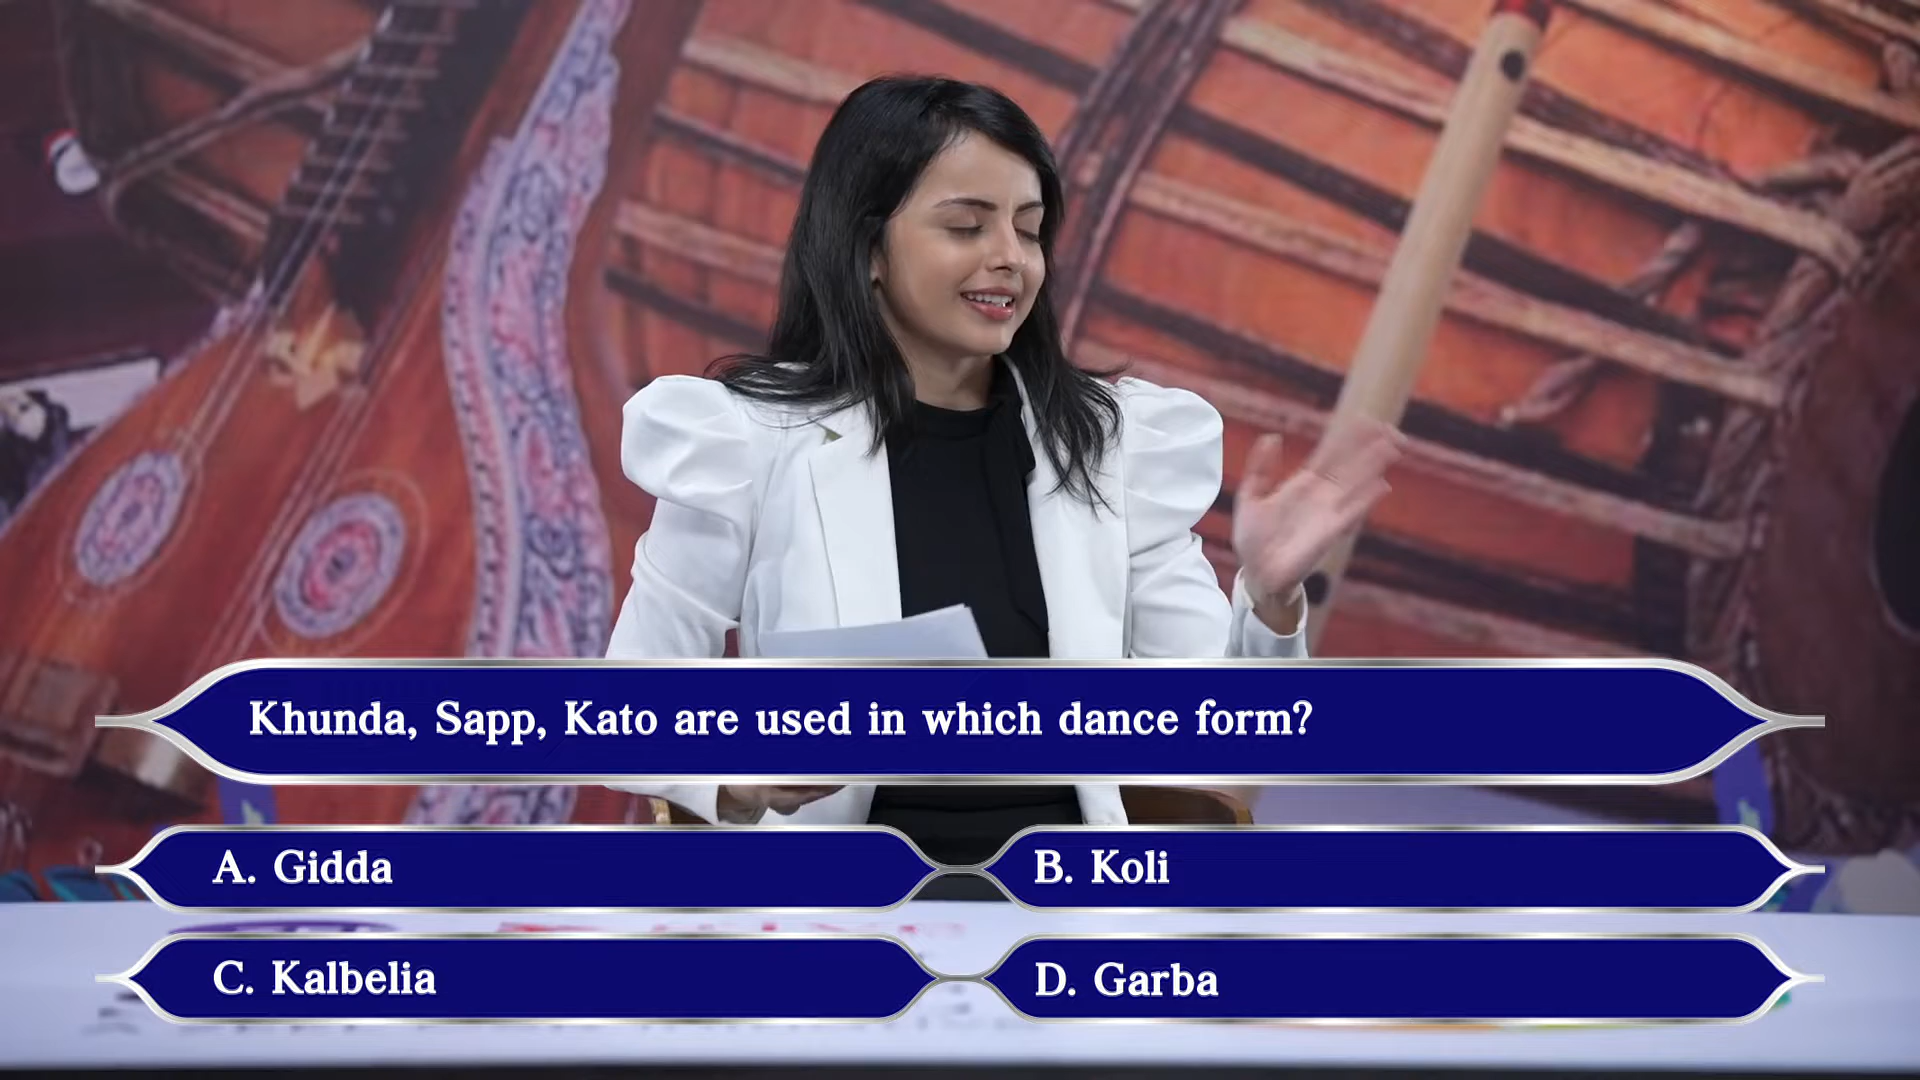 Khunda, Sapp, Kato are used in which dance form?
A. Gidda
B. Koli
C. Kalbelia
D. Garba